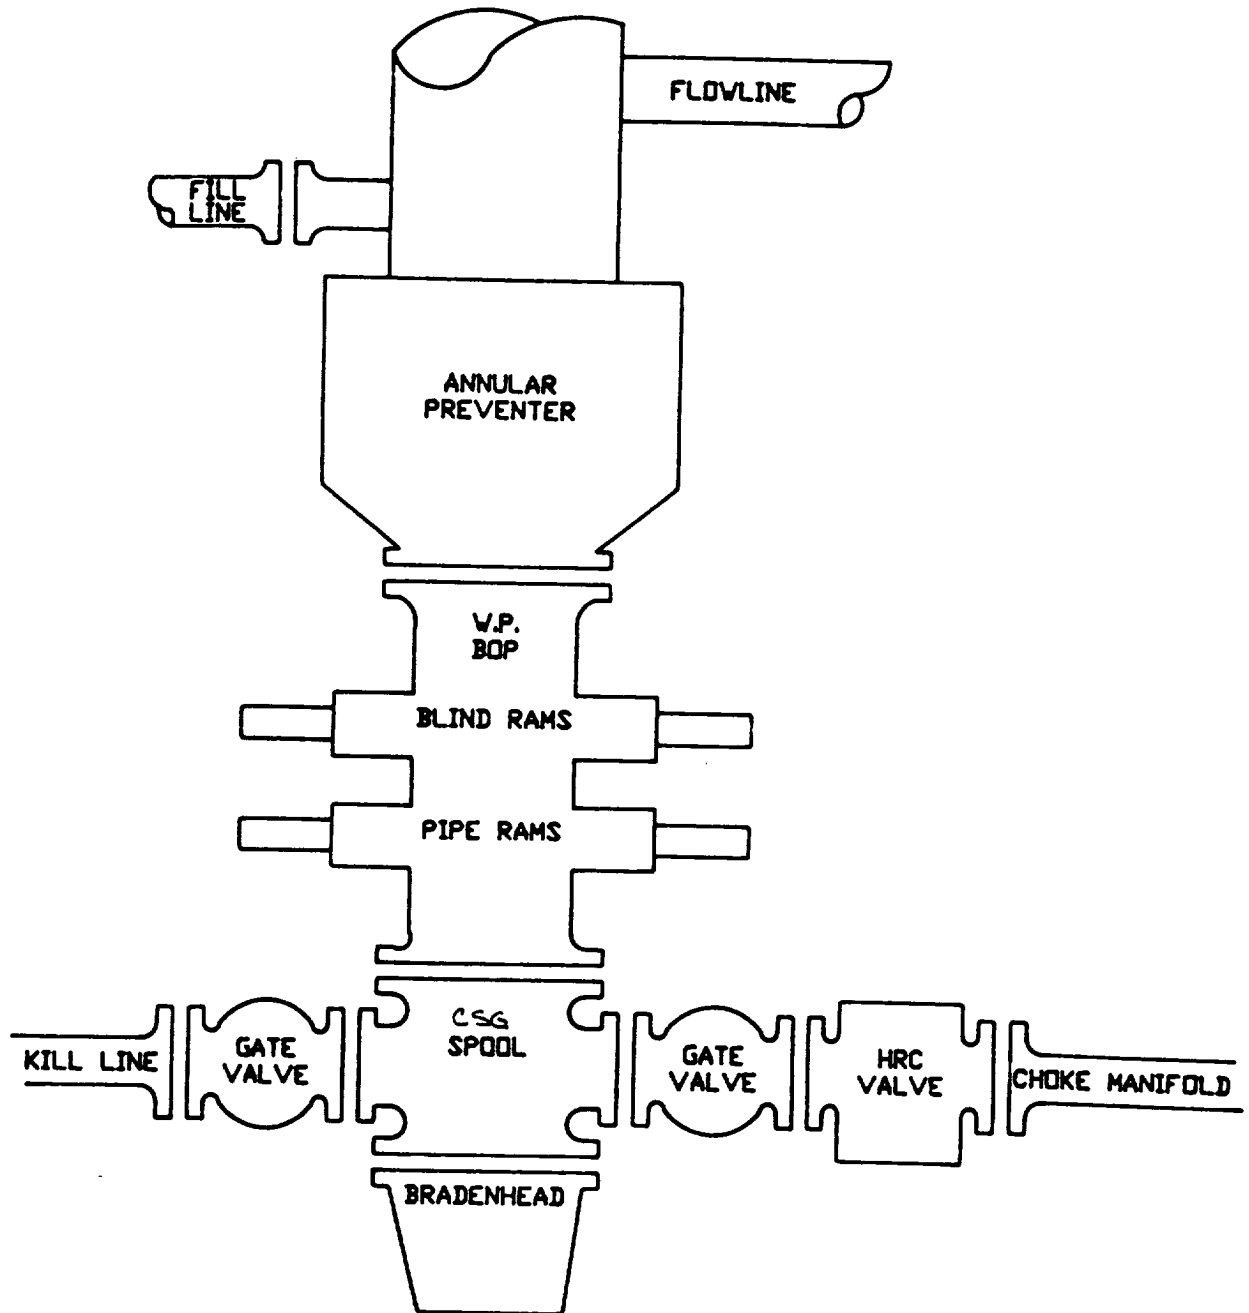 FLOWLINE
FILL
LINE
ANNULAR
PREVENTER
W.P.
BOP
BLIND RAMS
PIPE RAMS
CSG
SPOOL
KILL LINE
GATE
VALVE
GATE
VALVE
HRC
VALVE
CHOKE MANIFOLD
BRADENHEAD